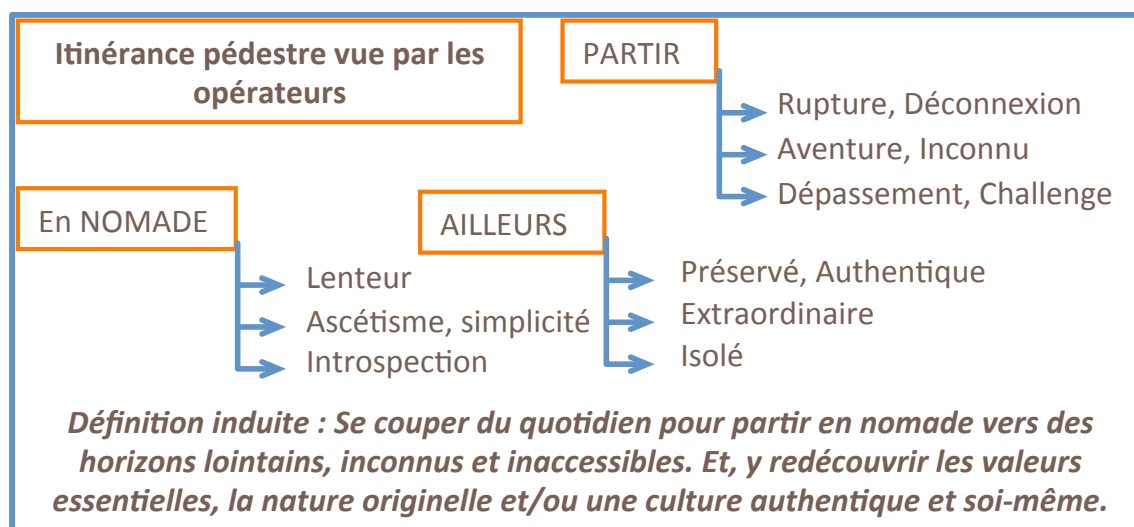 Itinérance pédestre vue par les
opérateurs
PARTIR
Rupture, Déconnexion
Aventure, Inconnu
Dépassement, Challenge
En NOMADE
Lenteur
Ascétisme, simplicité
Introspection
AILLEURS
Préservé, Authentique
Extraordinaire
Isolé
Définition induite : Se couper du quotidien pour partir en nomade vers des
horizons lointains, inconnus et inaccessibles. Et, y redécouvrir les valeurs
essentielles, la nature originelle et/ou une culture authentique et soi-même.